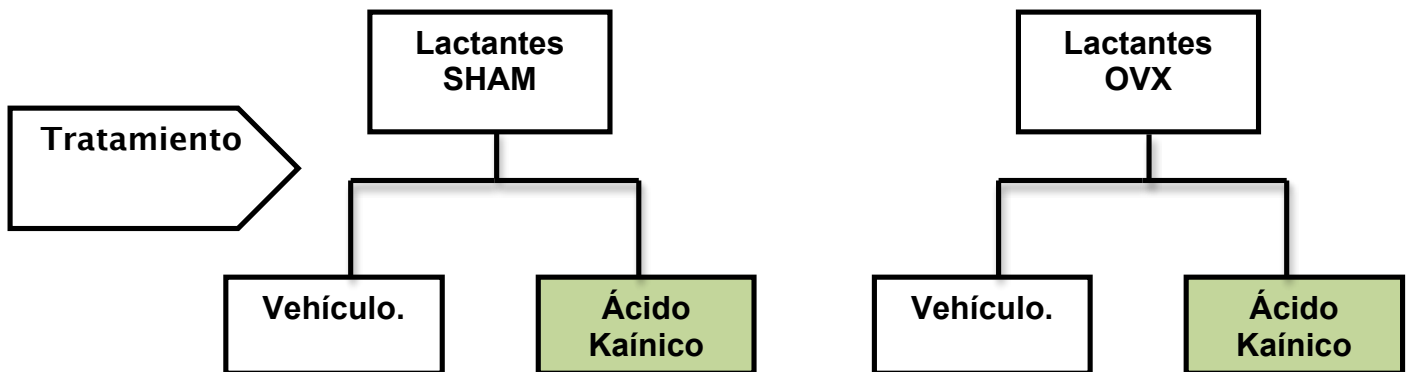 Lactantes
SHAM
Lactantes
OVX
Tratamiento
Vehículo.
Ácido
Kaínico
Vehículo.
Ácido
Kaínico